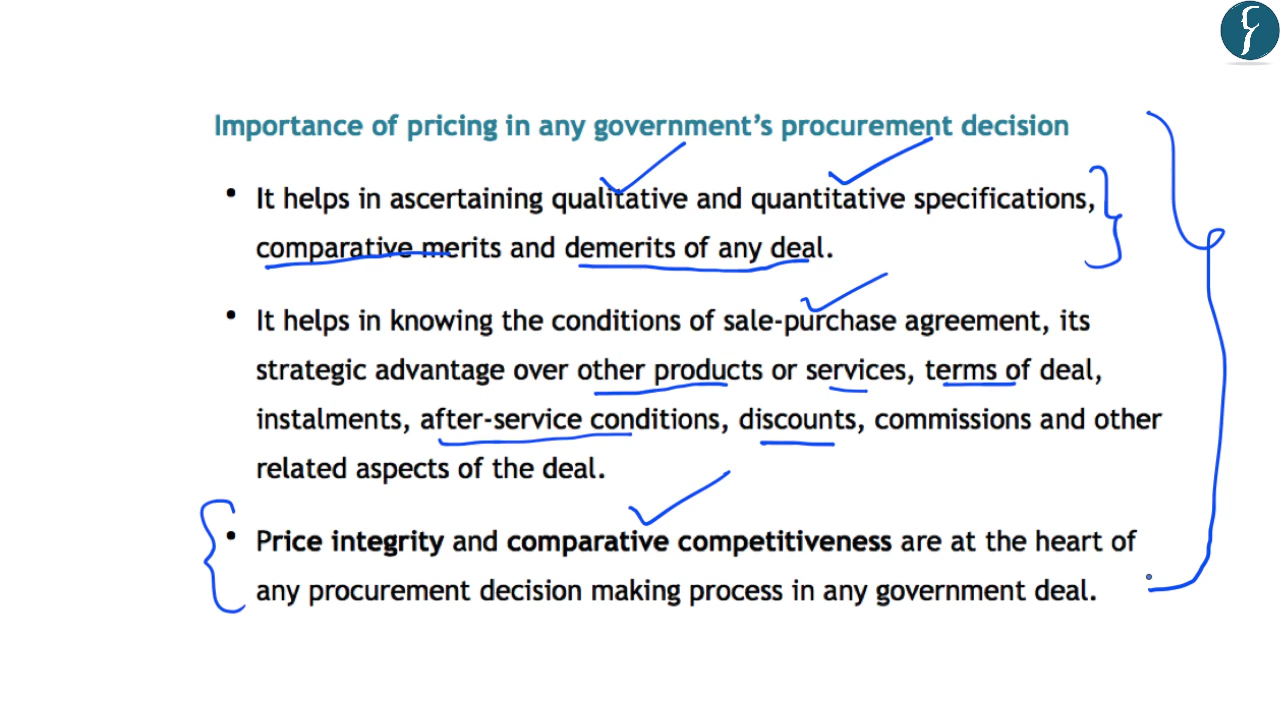 Importance of pricing in any government's procurement decision
• It helps in ascertaining qualitative and quantitative specifications,
comparative merits and demerits of any deal.
• It helps in knowing the conditions of sale-purchase agreement, its
strategic advantage over other products or services, terms of deal,
instalments, after-service conditions, discounts, commissions and other
related aspects of the deal.
• Price integrity and comparative competitiveness are at the heart of
any procurement decision making process in any government deal.